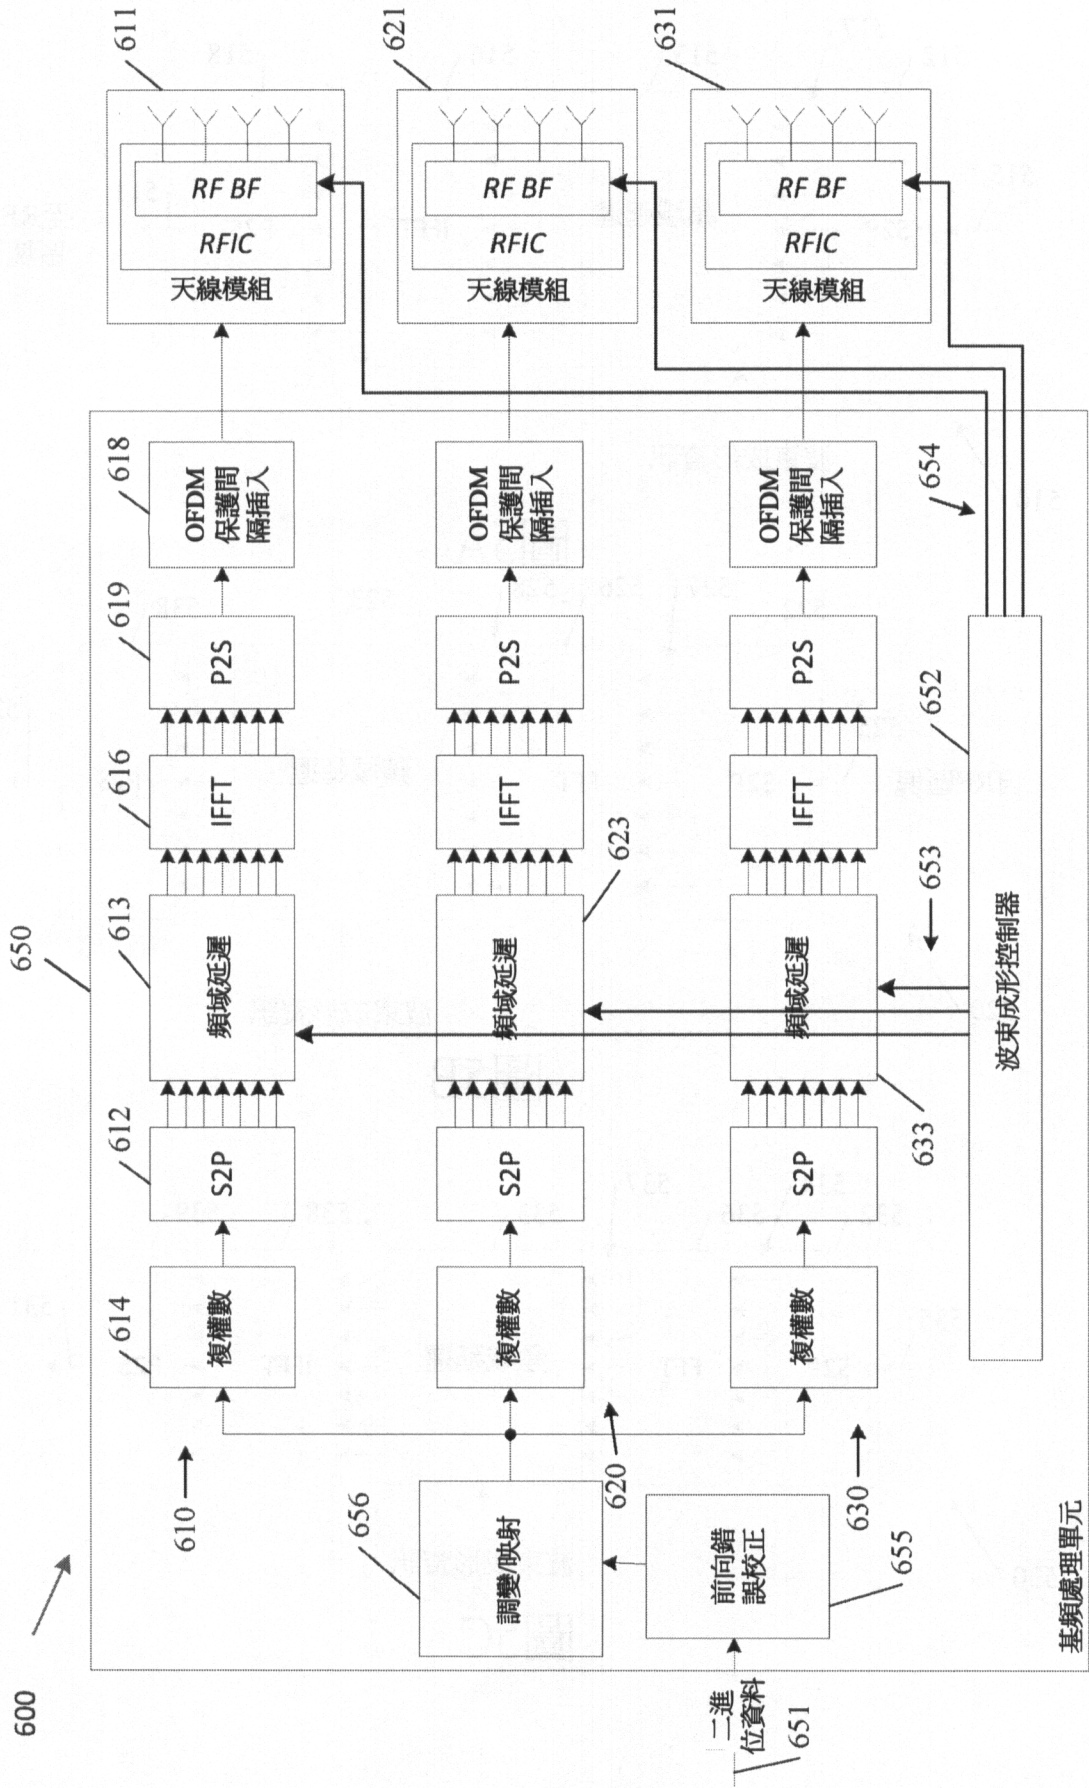 600
650
基頻處理單元
二進
位資料
651
前向錯
誤校正
655
調變/映射
656
610
複權數
614
S2P
612
頻域延遲
613
IFFT
616
P2S
619
OFDM
保護間
隔插入
618
天線模組
RFIC
RF BF
611
620
複權數
S2P
頻域延遲
623
IFFT
P2S
OFDM
保護間
隔插入
天線模組
RFIC
RF BF
621
630
複權數
S2P
頻域延遲
633
IFFT
P2S
OFDM
保護間
隔插入
天線模組
RFIC
RF BF
631
波束成形控制器
652
653
654